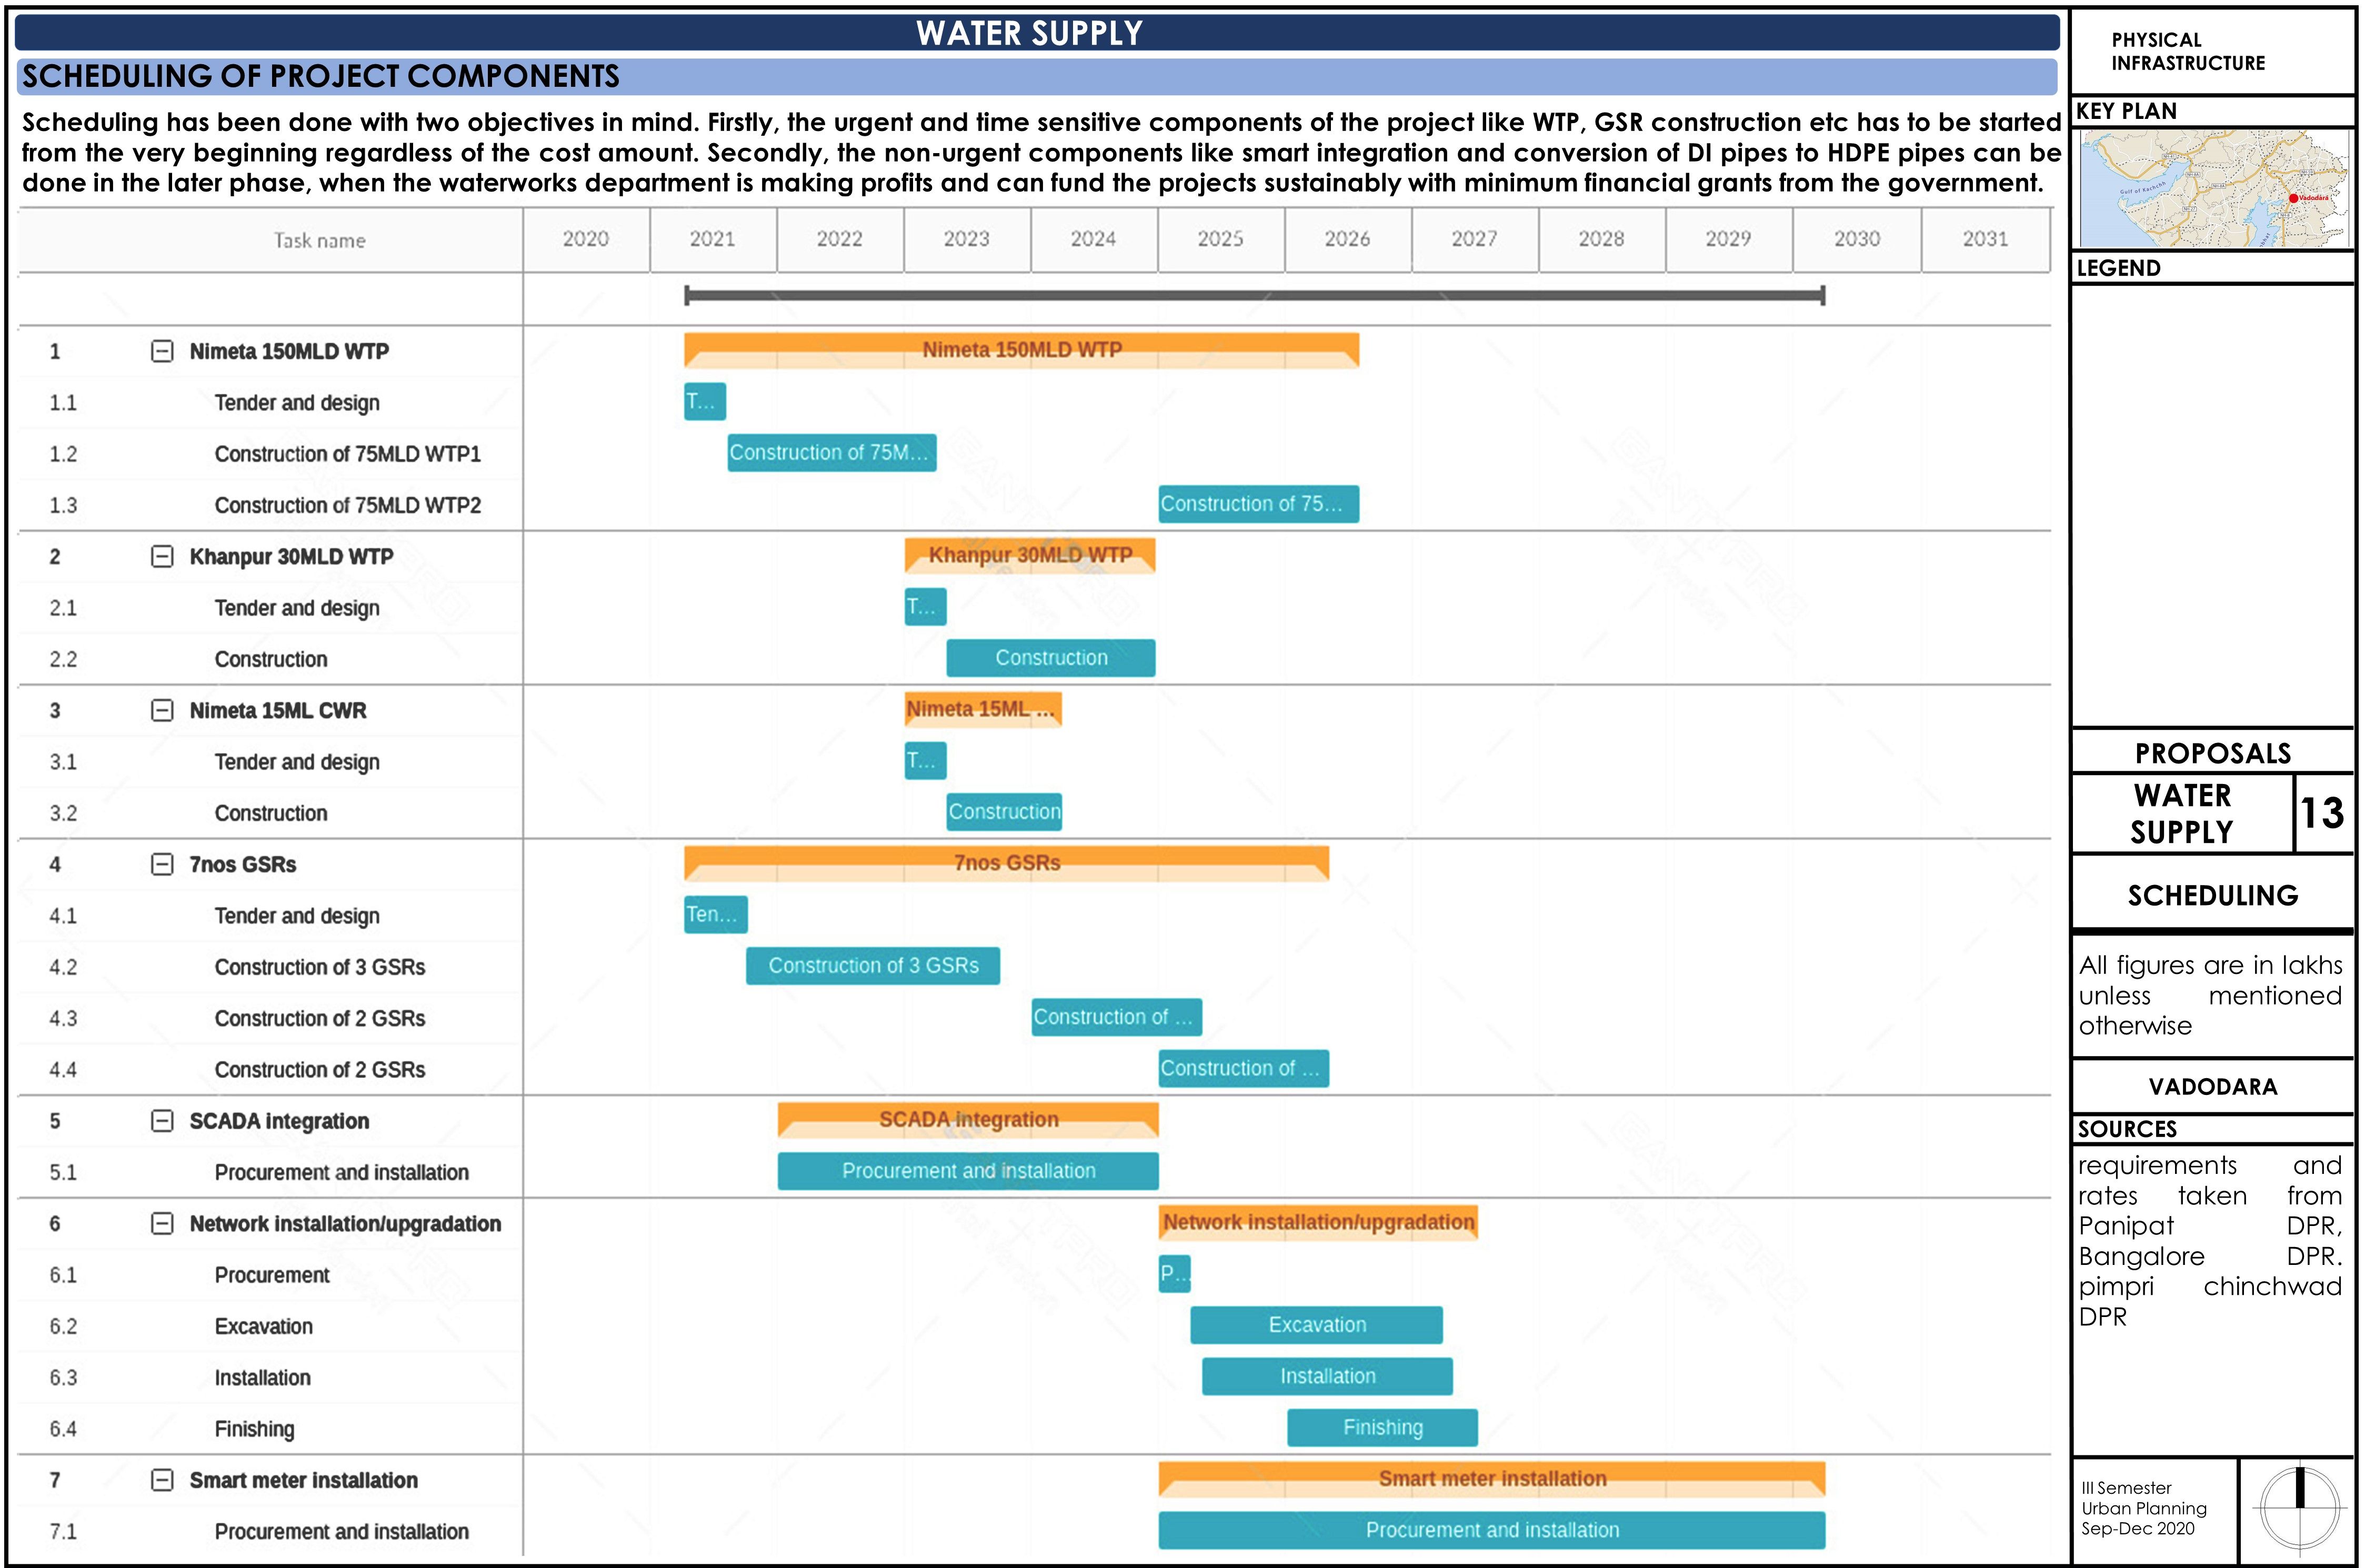 WATER SUPPLY
SCHEDULING OF PROJECT COMPONENTS
Scheduling has been done with two objectives in mind. Firstly, the urgent and time sensitive components of the project like WTP, GSR construction etc has to be started
from the very beginning regardless of the cost amount. Secondly, the non-urgent components like smart integration and conversion of DI pipes to HDPE pipes can be
done in the later phase, when the waterworks department is making profits and can fund the projects sustainably with minimum financial grants from the government.
Task name 2020 2021 2022 2023 2024 2025 2026 2027 2028 2029 2030 2031
1 Nimeta 150MLD WTP Nimeta 150MLD WTP
1.1 Tender and design T...
1.2 Construction of 75MLD WTP1 Construction of 75M...
1.3 Construction of 75MLD WTP2 Construction of 75...
2 Khanpur 30MLD WTP Khanpur 30MLD WTP
2.1 Tender and design T...
2.2 Construction Construction
3 Nimeta 15ML CWR Nimeta 15ML ...
3.1 Tender and design T...
3.2 Construction Construction
4 7nos GSRs 7nos GSRs
4.1 Tender and design Ten...
4.2 Construction of 3 GSRs Construction of 3 GSRs
4.3 Construction of 2 GSRs Construction of ...
4.4 Construction of 2 GSRs Construction of ...
5 SCADA integration SCADA integration
5.1 Procurement and installation Procurement and installation
6 Network installation/upgradation Network installation/upgradation
6.1 Procurement P...
6.2 Excavation Excavation
6.3 Installation Installation
6.4 Finishing Finishing
7 Smart meter installation Smart meter installation
7.1 Procurement and installation Procurement and installation
PHYSICAL
INFRASTRUCTURE
KEY PLAN
Gulf of Kachchh
Vadodara
LEGEND
PROPOSALS
WATER
SUPPLY
13
SCHEDULING
All figures are in lakhs
unless mentioned
otherwise
VADODARA
SOURCES
requirements and
rates taken from
Panipat DPR,
Bangalore DPR.
pimpri chinchwad
DPR
III Semester
Urban Planning
Sep-Dec 2020